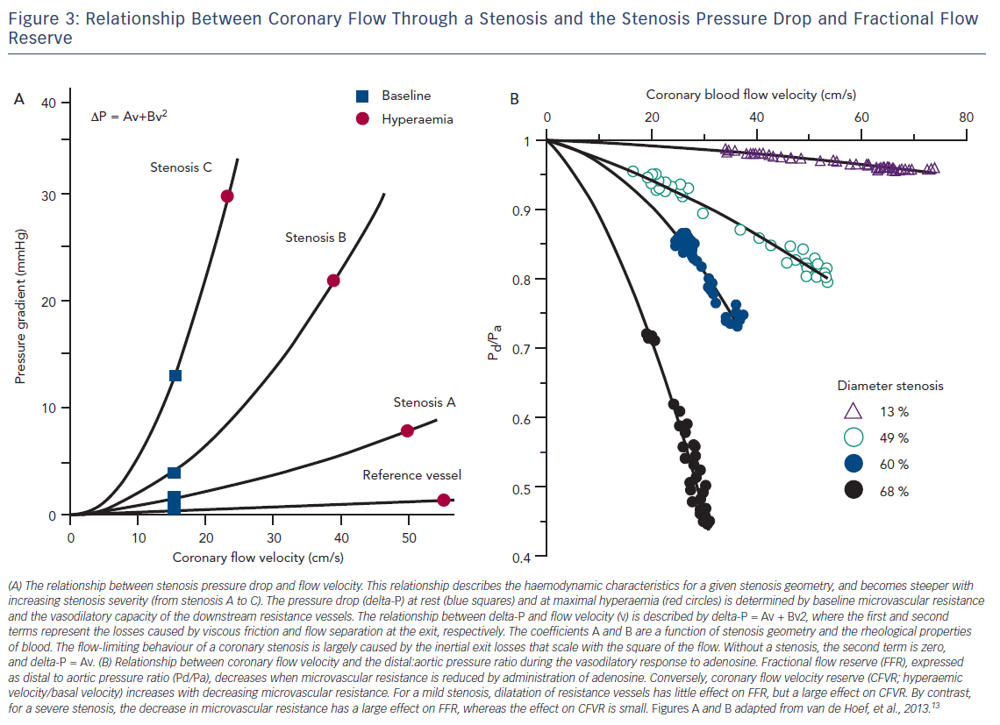 Figure 3: Relationship Between Coronary Flow Through a Stenosis and the Stenosis Pressure Drop and Fractional Flow
Reserve
A
40
30
20
10
0
Pressure gradient (mmHg)
ΔP = Av+Bv²
Baseline
Hyperaemia
Stenosis C
Stenosis B
Stenosis A
Reference vessel
0 10 20 30 40 50
Coronary flow velocity (cm/s)
B
Coronary blood flow velocity (cm/s)
0 20 40 60 80
1
0.9
0.8
0.7
0.6
0.5
0.4
Pd/Pa
Diameter stenosis
13 %
49 %
60 %
68 %
(A) The relationship between stenosis pressure drop and flow velocity. This relationship describes the haemodynamic characteristics for a given stenosis geometry, and becomes steeper with
increasing stenosis severity (from stenosis A to C). The pressure drop (delta-P) at rest (blue squares) and at maximal hyperaemia (red circles) is determined by baseline microvascular resistance
and the vasodilatory capacity of the downstream resistance vessels. The relationship between delta-P and flow velocity (v) is described by delta-P = Av + Bv2, where the first and second
terms represent the losses caused by viscous friction and flow separation at the exit, respectively. The coefficients A and B are a function of stenosis geometry and the rheological properties
of blood. The flow-limiting behaviour of a coronary stenosis is largely caused by the inertial exit losses that scale with the square of the flow. Without a stenosis, the second term is zero,
and delta-P = Av. (B) Relationship between coronary flow velocity and the distal:aortic pressure ratio during the vasodilatory response to adenosine. Fractional flow reserve (FFR), expressed
as distal to aortic pressure ratio (Pd/Pa), decreases when microvascular resistance is reduced by administration of adenosine. Conversely, coronary flow velocity reserve (CFVR; hyperaemic
velocity/basal velocity) increases with decreasing microvascular resistance. For a mild stenosis, dilatation of resistance vessels has little effect on FFR, but a large effect on CFVR. By contrast,
for a severe stenosis, the decrease in microvascular resistance has a large effect on FFR, whereas the effect on CFVR is small. Figures A and B adapted from van de Hoef, et al., 2013.¹³